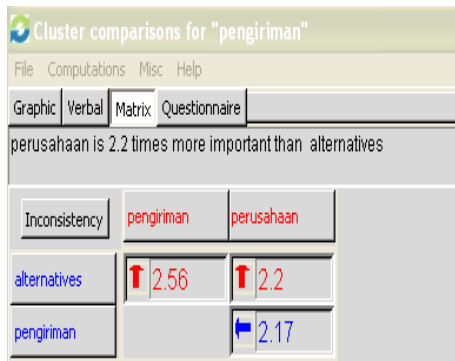 Cluster comparisons for "pengiriman"
File Computations Misc Help
Graphic Verbal Matrix Questionnaire
perusahaan is 2.2 times more important than alternatives
Inconsistency pengiriman perusahaan
alternatives 2.56 2.2
pengiriman 2.17